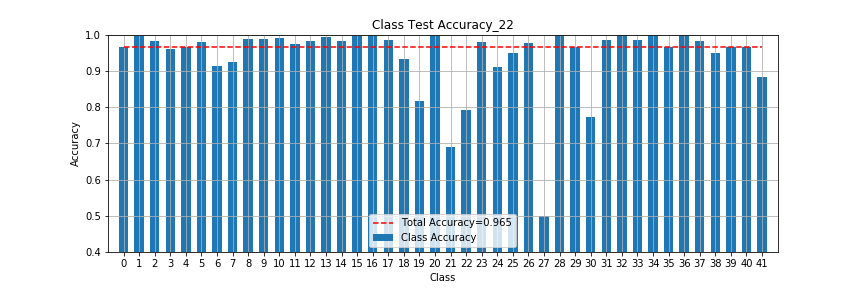 Class Test Accuracy_22
1.0
0.9
0.8
0.7
0.6
0.5
0.4
Accuracy
Total Accuracy=0.965
Class Accuracy
0 1 2 3 4 5 6 7 8 9 10 11 12 13 14 15 16 17 18 19 20 21 22 23 24 25 26 27 28 29 30 31 32 33 34 35 36 37 38 39 40 41
Class